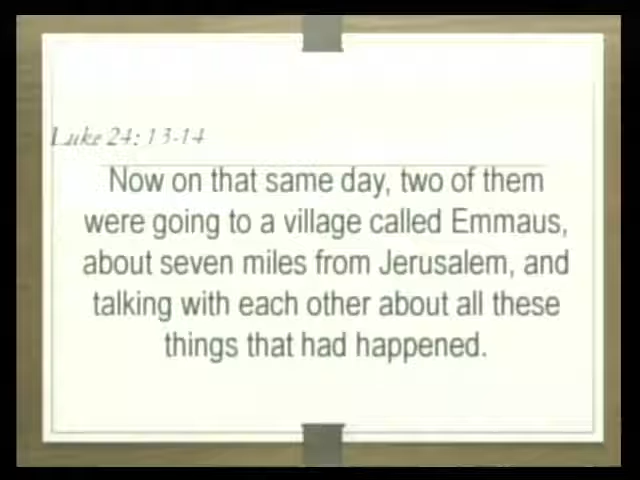 Luke 24: 13-14
Now on that same day, two of them
were going to a village called Emmaus,
about seven miles from Jerusalem, and
talking with each other about all these
things that had happened.